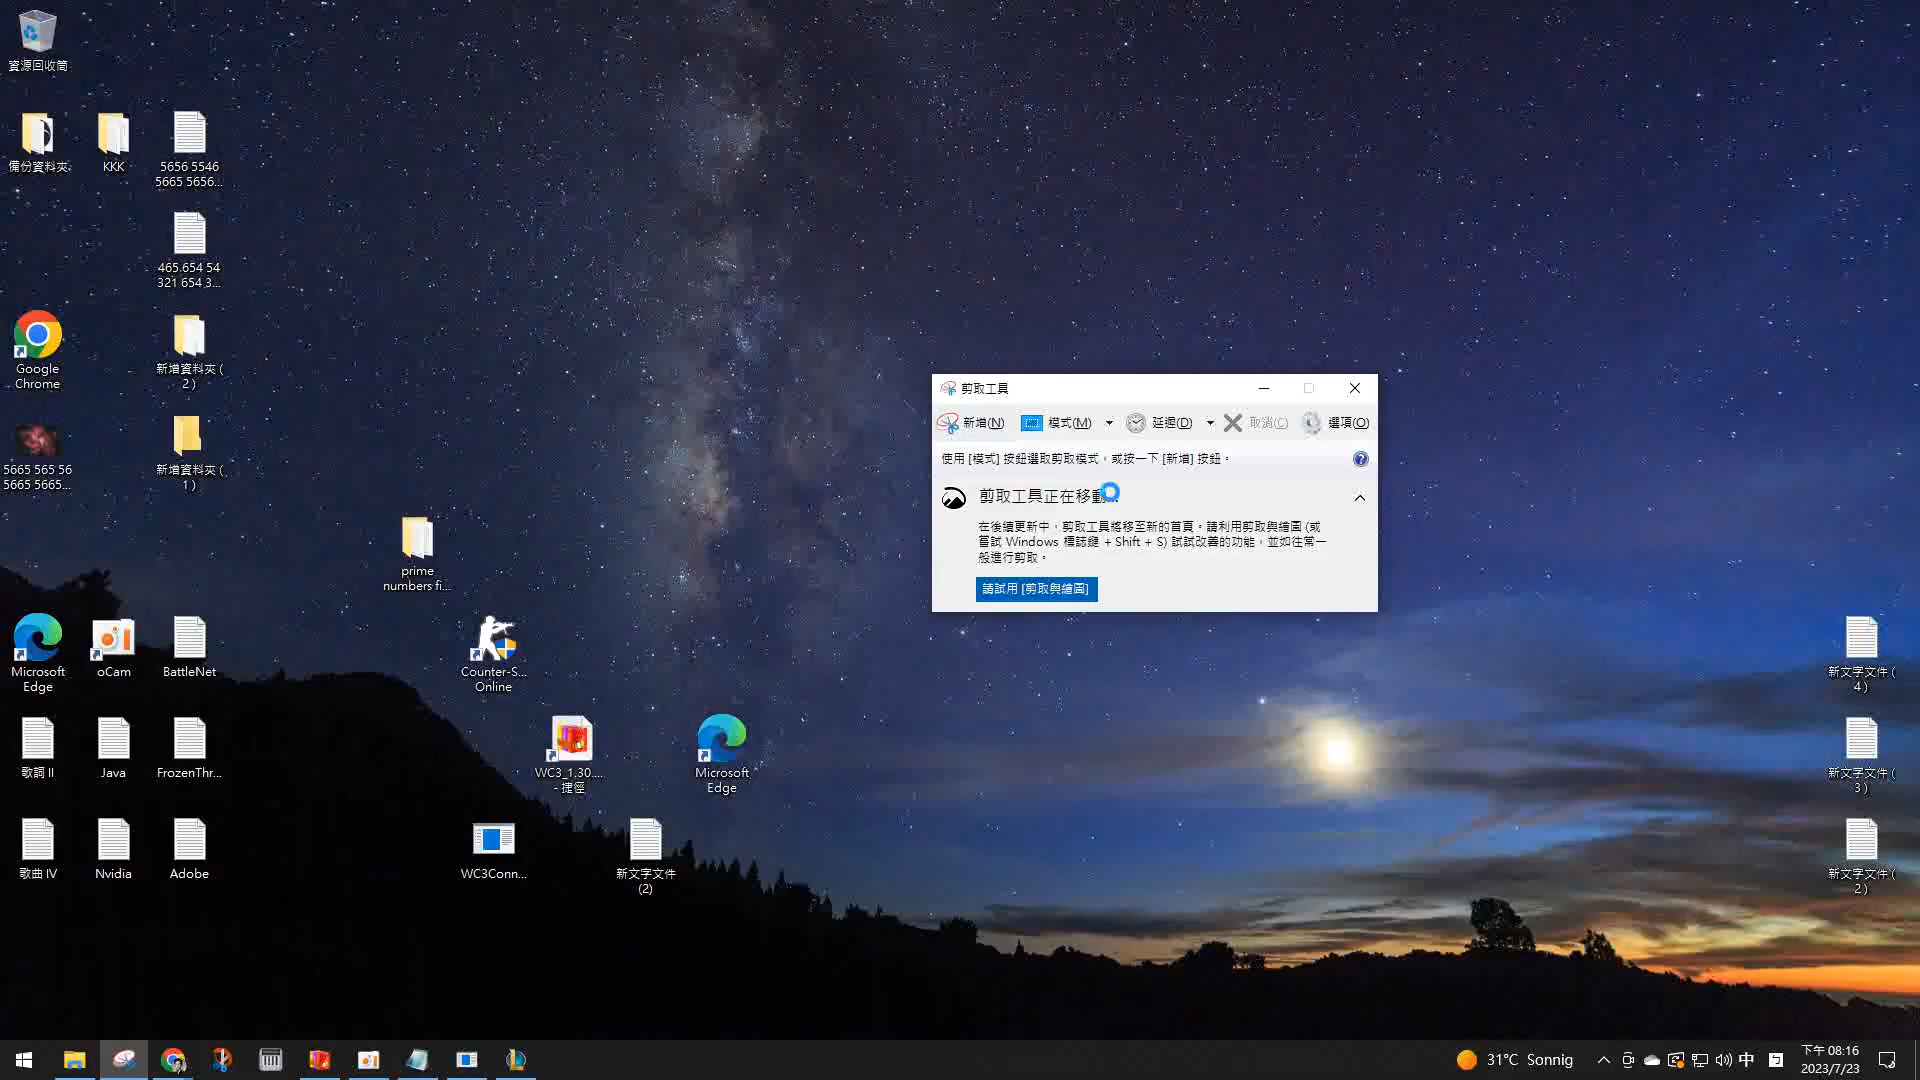 資源回收筒
備份資料夾
KKK
5656 5546
5665 5656...
465 654 54
321 654 3...
Google
Chrome
新增資料夾 (
2 )
5665 565 56
5665 5665...
新增資料夾 (
1 )
prime
numbers fi...
Microsoft
Edge
oCam
BattleNet
Counter-S...
Online
歌詞 II
Java
FrozenThr...
WC3_1.30....
- 捷徑
Microsoft
Edge
歌曲 IV
Nvidia
Adobe
WC3Conn...
新文字文件
(2)
剪取工具
新增(N)
模式(M)
延遲(D)
取消(C)
選項(O)
使用 [模式] 按鈕選取剪取模式，或按一下 [新增] 按鈕。
剪取工具正在移動...
在後續更新中，剪取工具將移至新的首頁。請利用剪取與繪圖 (或
嘗試 Windows 標誌鍵 + Shift + S) 試試改善的功能，並如往常一
般進行剪取。
請試用 [剪取與繪圖]
新文字文件 (
4 )
新文字文件 (
3 )
新文字文件 (
2 )
31°C Sonnig
中
下午 08:16
2023/7/23